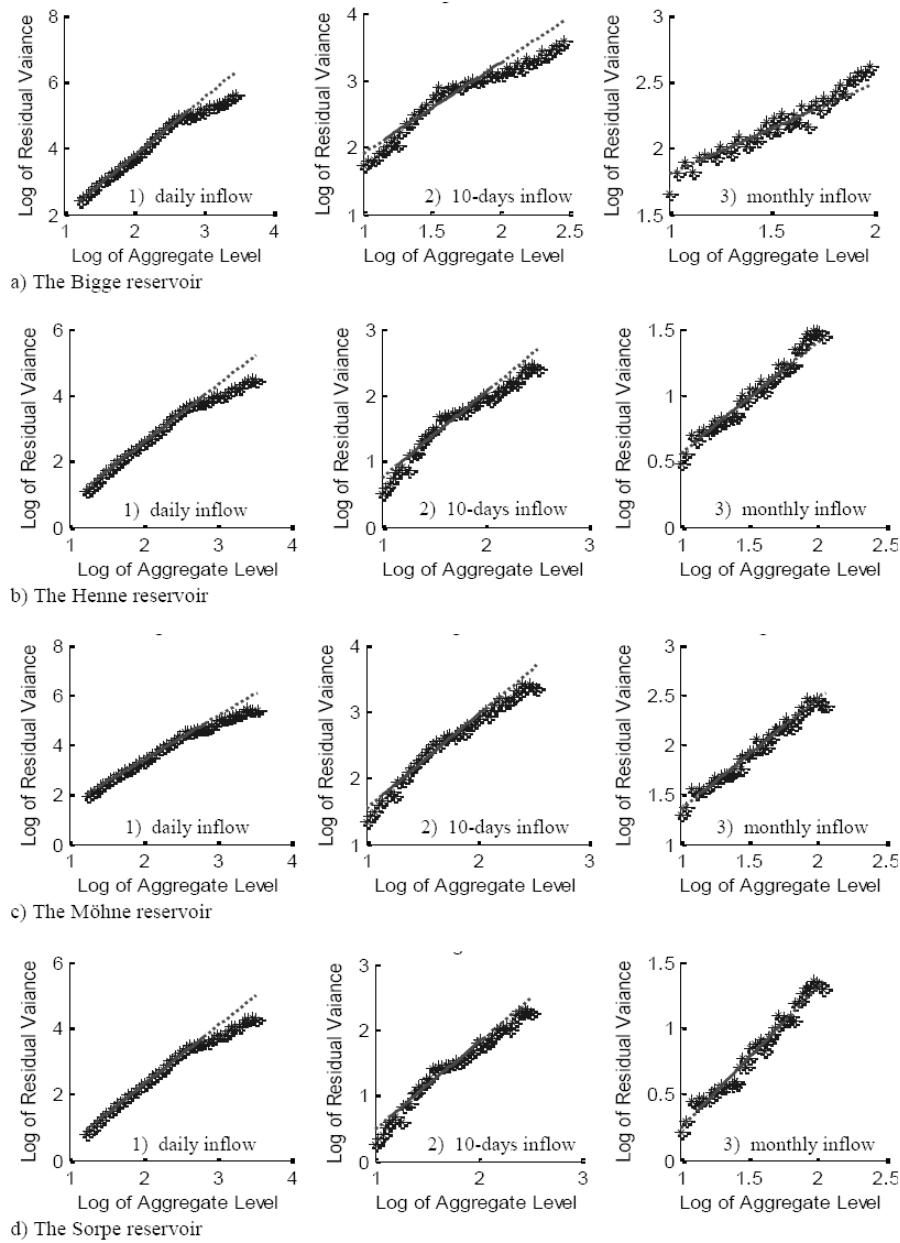 Log of Residual Vaiance
8
6
4
2
1 2 3 4
1) daily inflow
Log of Aggregate Level
Log of Residual Vaiance
4
3
2
1
1 1.5 2 2.5
2) 10-days inflow
Log of Aggregate Level
Log of Residual Vaiance
3
2.5
2
1.5
1 1.5 2
3) monthly inflow
Log of Aggregate Level
a) The Bigge reservoir
Log of Residual Vaiance
6
4
2
0
1 2 3 4
1) daily inflow
Log of Aggregate Level
Log of Residual Vaiance
3
2
1
0
1 2 3
2) 10-days inflow
Log of Aggregate Level
Log of Residual Vaiance
1.5
1
0.5
0
1 1.5 2 2.5
3) monthly inflow
Log of Aggregate Level
b) The Henne reservoir
Log of Residual Vaiance
8
6
4
2
0
1 2 3 4
1) daily inflow
Log of Aggregate Level
Log of Residual Vaiance
4
3
2
1
1 2 3
2) 10-days inflow
Log of Aggregate Level
Log of Residual Vaiance
3
2.5
2
1.5
1
1 1.5 2 2.5
3) monthly inflow
Log of Aggregate Level
c) The Möhne reservoir
Log of Residual Vaiance
6
4
2
0
1 2 3 4
1) daily inflow
Log of Aggregate Level
Log of Residual Vaiance
3
2
1
0
1 2 3
2) 10-days inflow
Log of Aggregate Level
Log of Residual Vaiance
1.5
1
0.5
0
1 1.5 2 2.5
3) monthly inflow
Log of Aggregate Level
d) The Sorpe reservoir